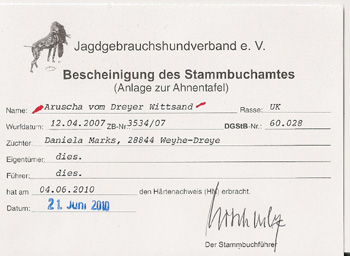 Jagdgebrauchshundverband e. V.
Bescheinigung des Stammbuchamtes
(Anlage zur Ahnentafel)
Name: Aruscha vom Dreyer Wittsand Rasse: UK
Wurfdatum: 12.04.2007 ZB-Nr. 3534/07 DGStB-Nr: 60.028
Züchter: Daniela Marks, 28844 Weyhe-Dreye
Eigentümer: dies.
Führer: dies.
hat am 04.06.2010 den Härtenachweis (HN) erbracht.
Datum: 21. Juni 2010
Der Stammbuchführer